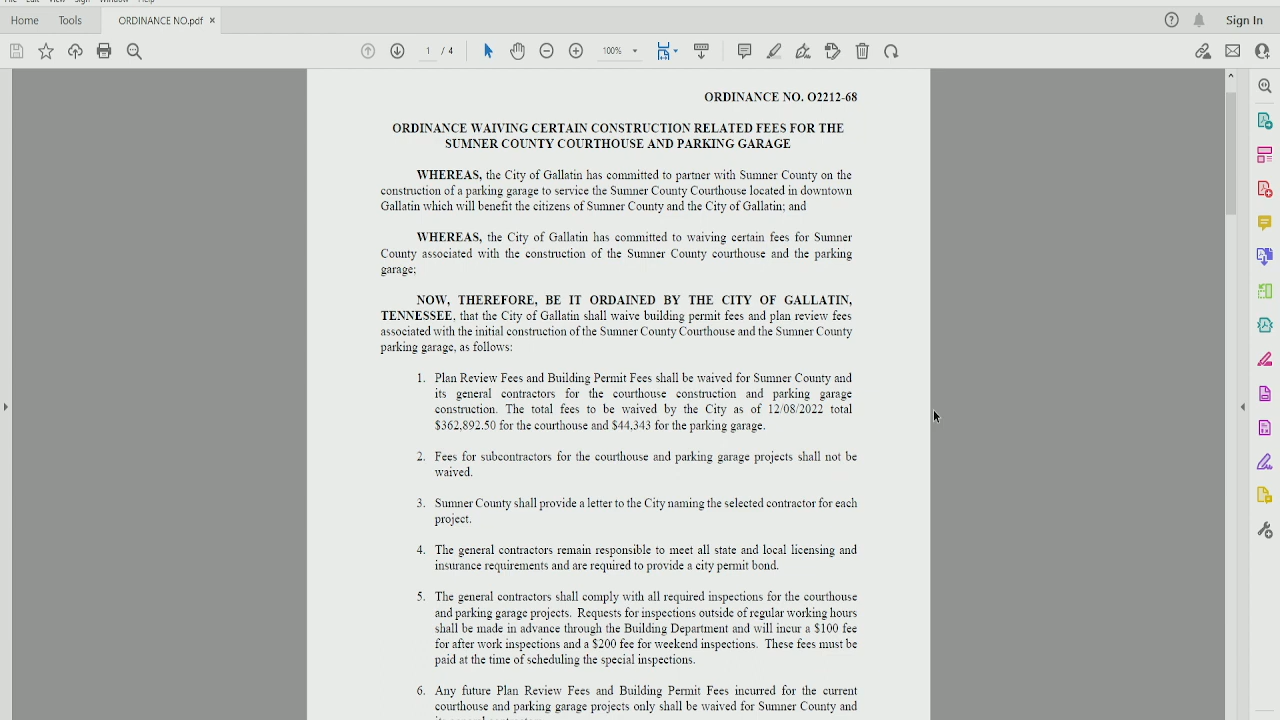 File Edit View Sign Window Help
Home Tools ORDINANCE NO.pdf × Sign In
1 / 4 100%
ORDINANCE NO. O2212-68
ORDINANCE WAIVING CERTAIN CONSTRUCTION RELATED FEES FOR THE
SUMNER COUNTY COURTHOUSE AND PARKING GARAGE
WHEREAS, the City of Gallatin has committed to partner with Sumner County on the
construction of a parking garage to service the Sumner County Courthouse located in downtown
Gallatin which will benefit the citizens of Sumner County and the City of Gallatin; and
WHEREAS, the City of Gallatin has committed to waiving certain fees for Sumner
County associated with the construction of the Sumner County courthouse and the parking
garage;
NOW, THEREFORE, BE IT ORDAINED BY THE CITY OF GALLATIN,
TENNESSEE, that the City of Gallatin shall waive building permit fees and plan review fees
associated with the initial construction of the Sumner County Courthouse and the Sumner County
parking garage, as follows:
1. Plan Review Fees and Building Permit Fees shall be waived for Sumner County and
its general contractors for the courthouse construction and parking garage
construction. The total fees to be waived by the City as of 12/08/2022 total
$362,892.50 for the courthouse and $44,343 for the parking garage.
2. Fees for subcontractors for the courthouse and parking garage projects shall not be
waived.
3. Sumner County shall provide a letter to the City naming the selected contractor for each
project.
4. The general contractors remain responsible to meet all state and local licensing and
insurance requirements and are required to provide a city permit bond.
5. The general contractors shall comply with all required inspections for the courthouse
and parking garage projects. Requests for inspections outside of regular working hours
shall be made in advance through the Building Department and will incur a $100 fee
for after work inspections and a $200 fee for weekend inspections. These fees must be
paid at the time of scheduling the special inspections.
6. Any future Plan Review Fees and Building Permit Fees incurred for the current
courthouse and parking garage projects only shall be waived for Sumner County and
its general contractors